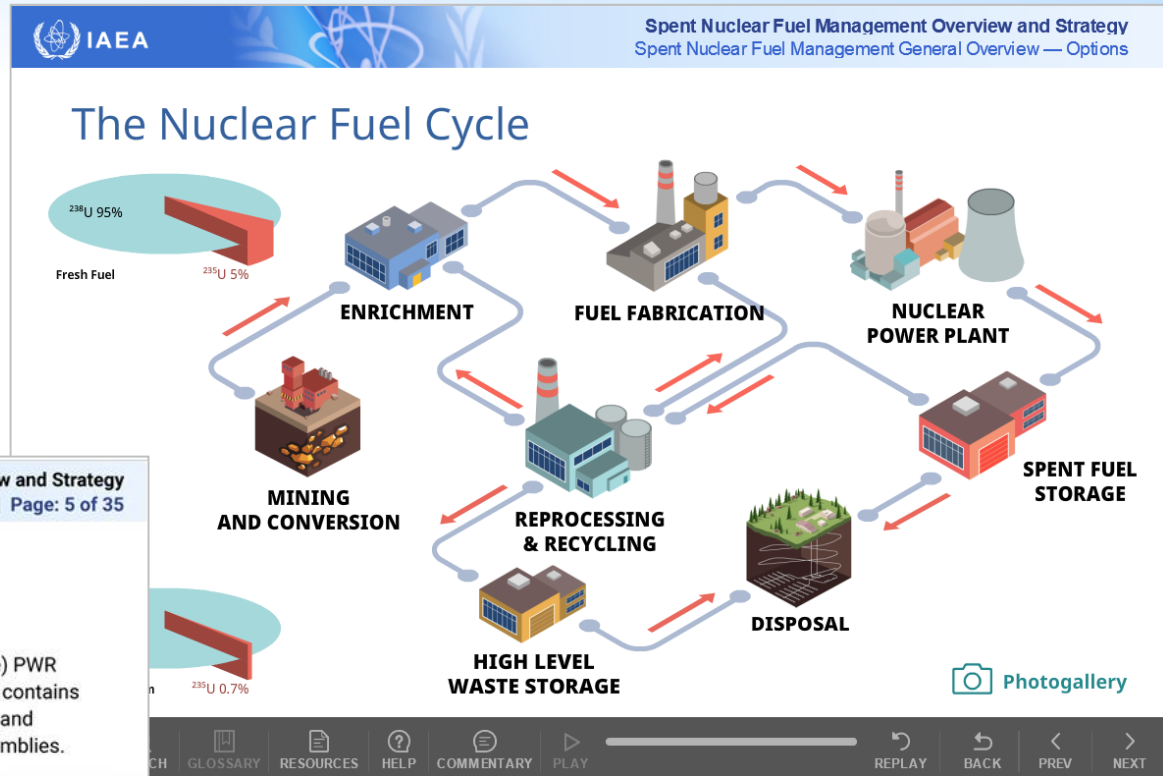 IAEA
Spent Nuclear Fuel Management Overview and Strategy
Spent Nuclear Fuel Management General Overview — Options
The Nuclear Fuel Cycle
²³⁸U 95%
Fresh Fuel
²³⁵U 5%
ENRICHMENT
FUEL FABRICATION
NUCLEAR
POWER PLANT
MINING
AND CONVERSION
REPROCESSING
& RECYCLING
SPENT FUEL
STORAGE
HIGH LEVEL
WASTE STORAGE
DISPOSAL
and Strategy
Page: 5 of 35
) PWR
contains
and
²³⁵U 0.7%
Photogallery
GLOSSARY
RESOURCES
HELP
COMMENTARY
PLAY
REPLAY
BACK
PREV
NEXT